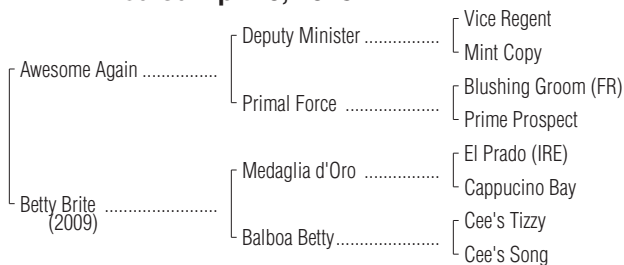 Vice Regent
Deputy Minister ..................
Mint Copy
Awesome Again ................
Blushing Groom (FR)
Primal Force ......................
Prime Prospect
El Prado (IRE)
Medaglia d'Oro ..................
Cappucino Bay
Betty Brite ........................
(2009)
Cee's Tizzy
Balboa Betty.........................
Cee's Song